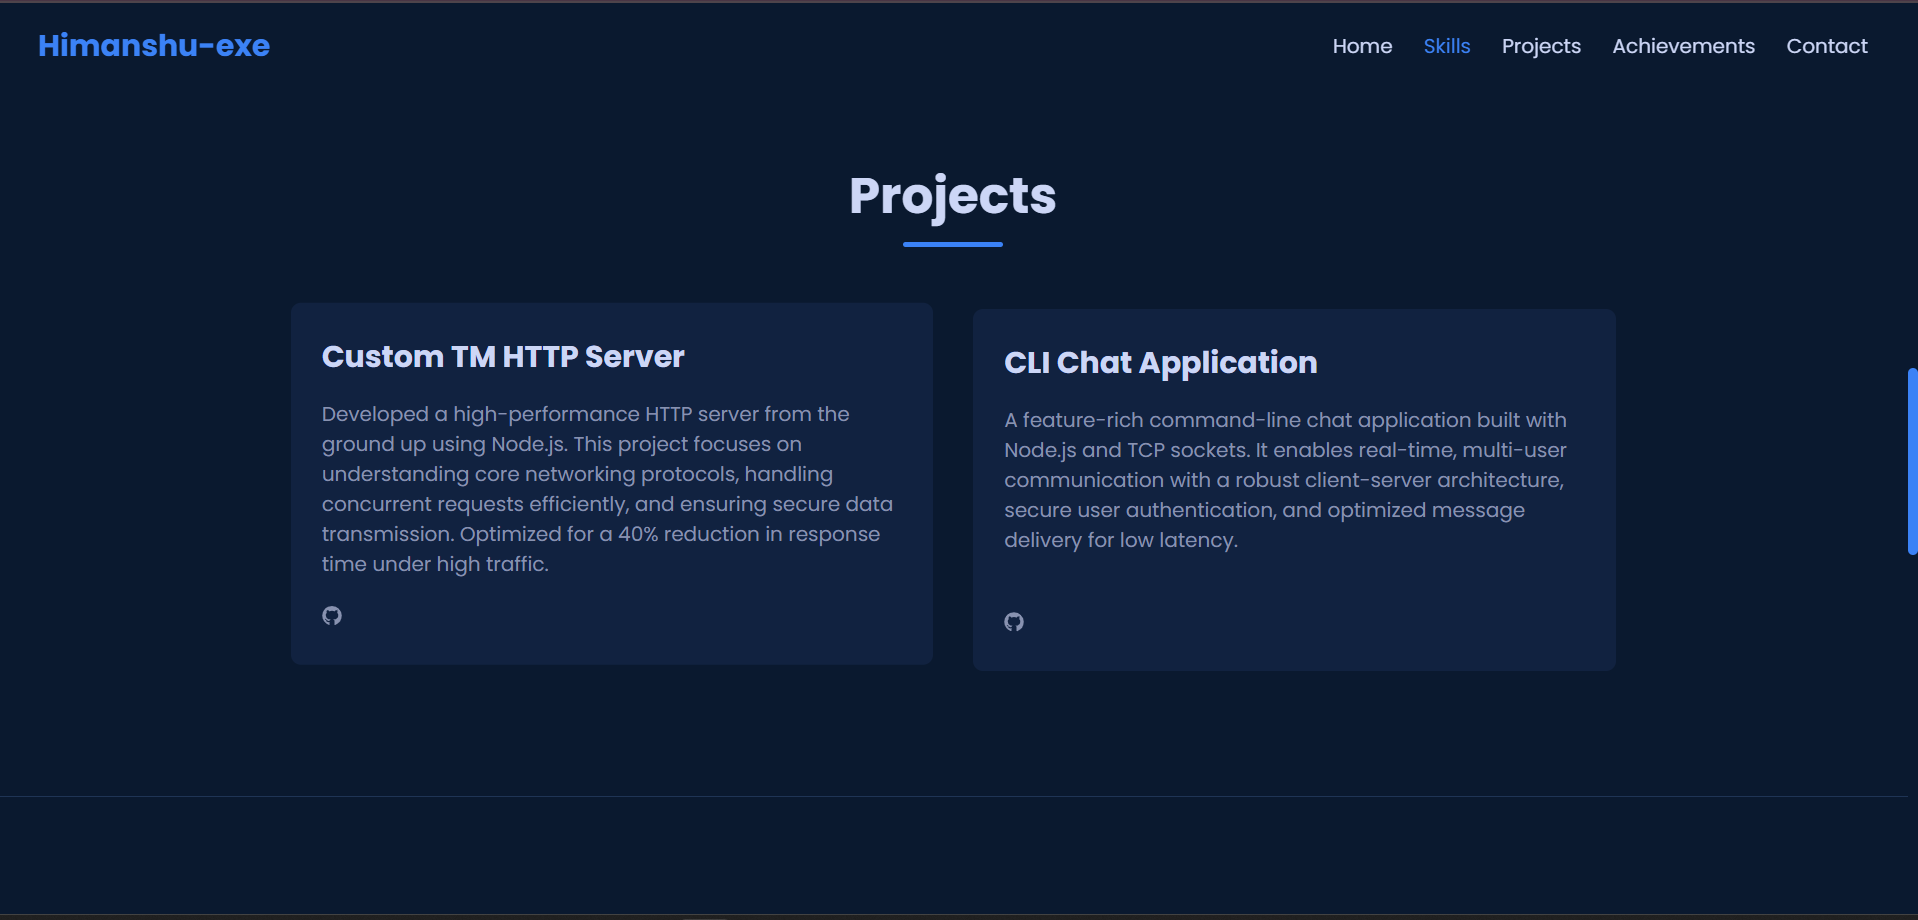 Himanshu-exe
Home Skills Projects Achievements Contact
Projects
Custom TM HTTP Server
Developed a high-performance HTTP server from the
ground up using Node.js. This project focuses on
understanding core networking protocols, handling
concurrent requests efficiently, and ensuring secure data
transmission. Optimized for a 40% reduction in response
time under high traffic.
CLI Chat Application
A feature-rich command-line chat application built with
Node.js and TCP sockets. It enables real-time, multi-user
communication with a robust client-server architecture,
secure user authentication, and optimized message
delivery for low latency.